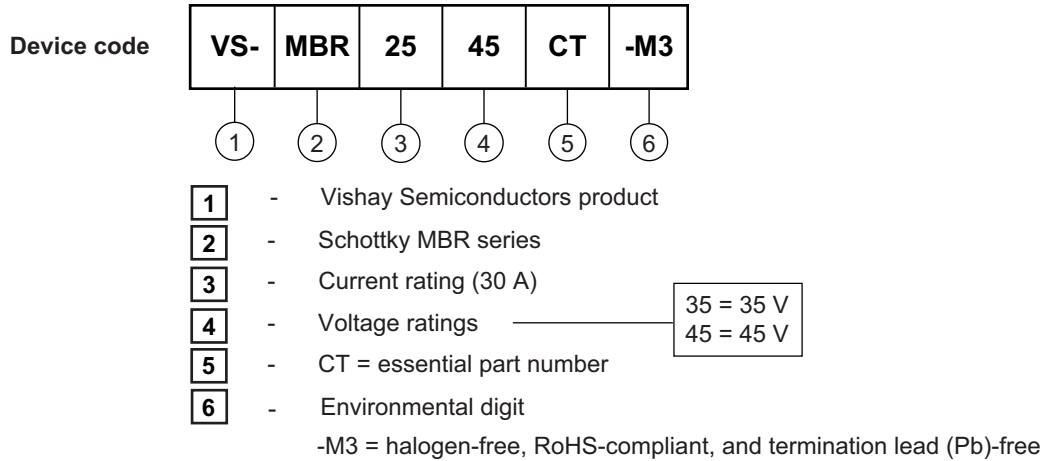 Device code VS- MBR 25 45 CT -M3
1 2 3 4 5 6
1 - Vishay Semiconductors product
2 - Schottky MBR series
3 - Current rating (30 A)
35 = 35 V
4 - Voltage ratings
45 = 45 V
5 - CT = essential part number
6 - Environmental digit
-M3 = halogen-free, RoHS-compliant, and termination lead (Pb)-free